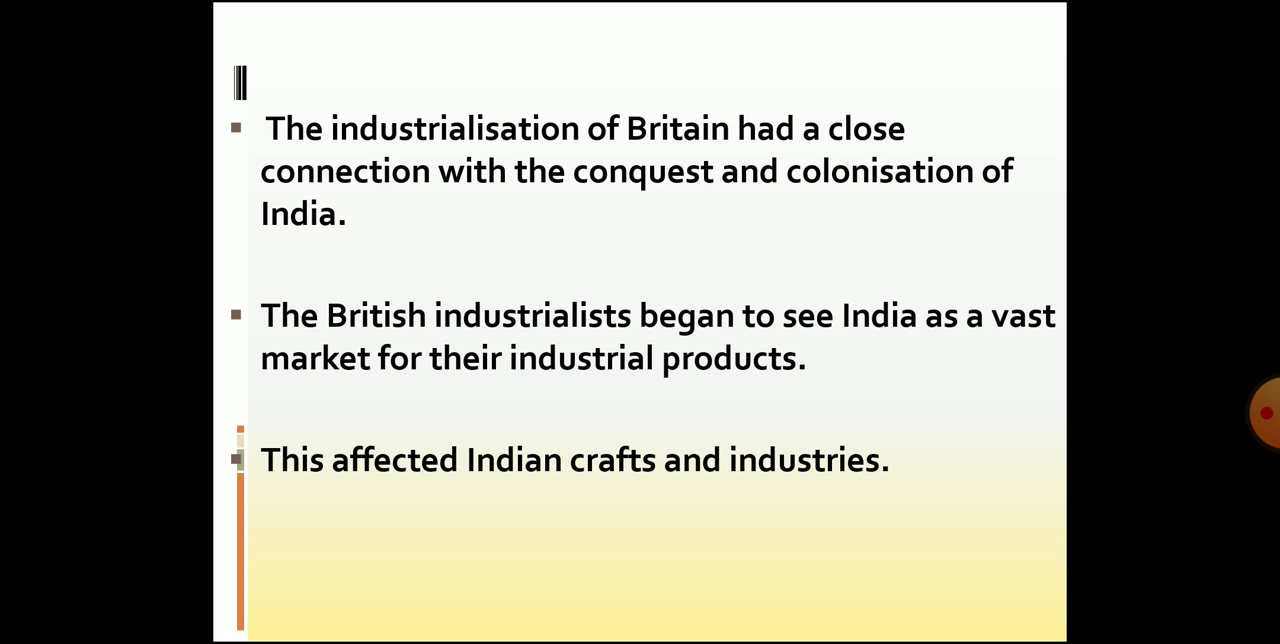 The industrialisation of Britain had a close
connection with the conquest and colonisation of
India.
The British industrialists began to see India as a vast
market for their industrial products.
This affected Indian crafts and industries.